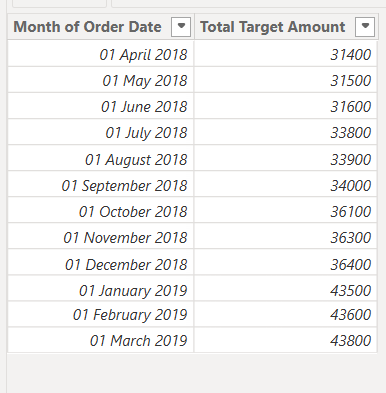 Month of Order Date Total Target Amount
01 April 2018 31400
01 May 2018 31500
01 June 2018 31600
01 July 2018 33800
01 August 2018 33900
01 September 2018 34000
01 October 2018 36100
01 November 2018 36300
01 December 2018 36400
01 January 2019 43500
01 February 2019 43600
01 March 2019 43800